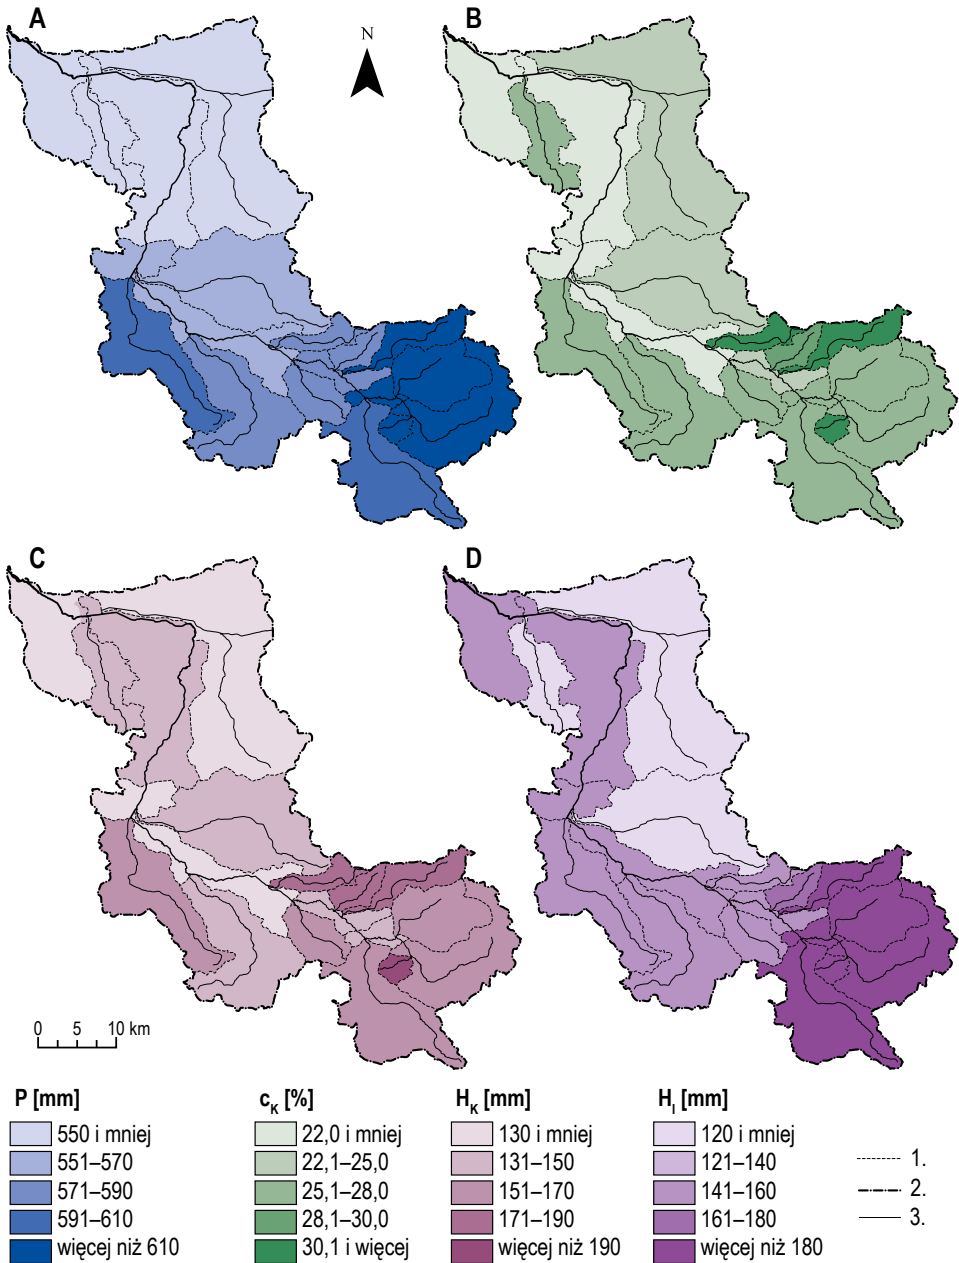 A
N
B
C
D
0 5 10 km
P [mm]
550 i mniej
551–570
571–590
591–610
więcej niż 610
cK [%]
22,0 i mniej
22,1–25,0
25,1–28,0
28,1–30,0
30,1 i więcej
HK [mm]
130 i mniej
131–150
151–170
171–190
więcej niż 190
HI [mm]
120 i mniej
121–140
141–160
161–180
więcej niż 180
1.
2.
3.